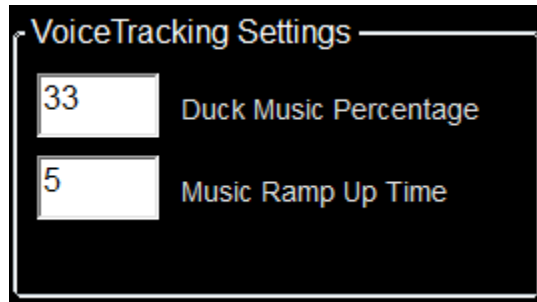 VoiceTracking Settings
33 Duck Music Percentage
5 Music Ramp Up Time